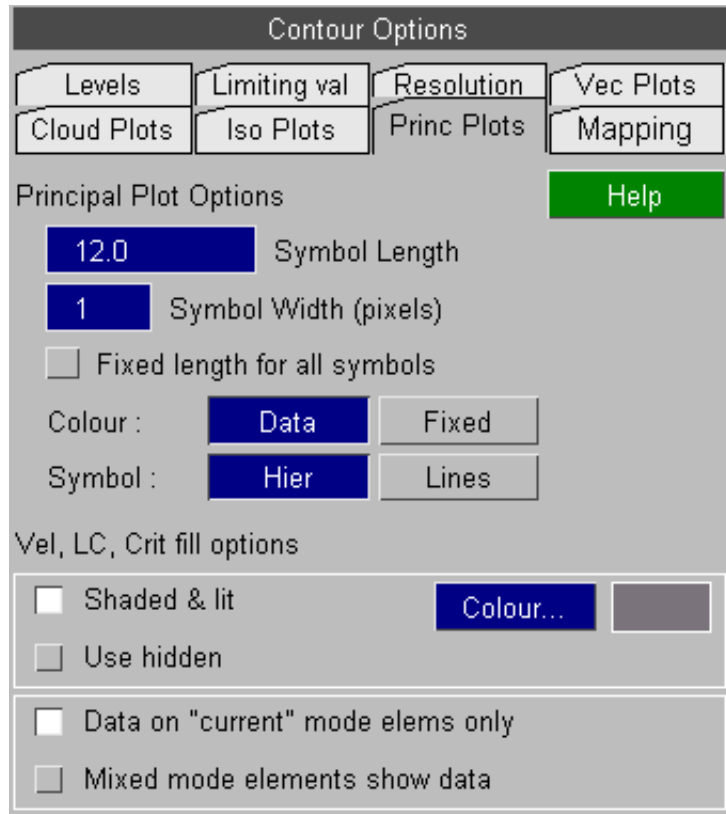 Contour Options
Levels Limiting val Resolution Vec Plots
Cloud Plots Iso Plots Princ Plots Mapping
Principal Plot Options Help
12.0 Symbol Length
1 Symbol Width (pixels)
Fixed length for all symbols
Colour : Data Fixed
Symbol : Hier Lines
Vel, LC, Crit fill options
Shaded & lit Colour...
Use hidden
Data on "current" mode elems only
Mixed mode elements show data